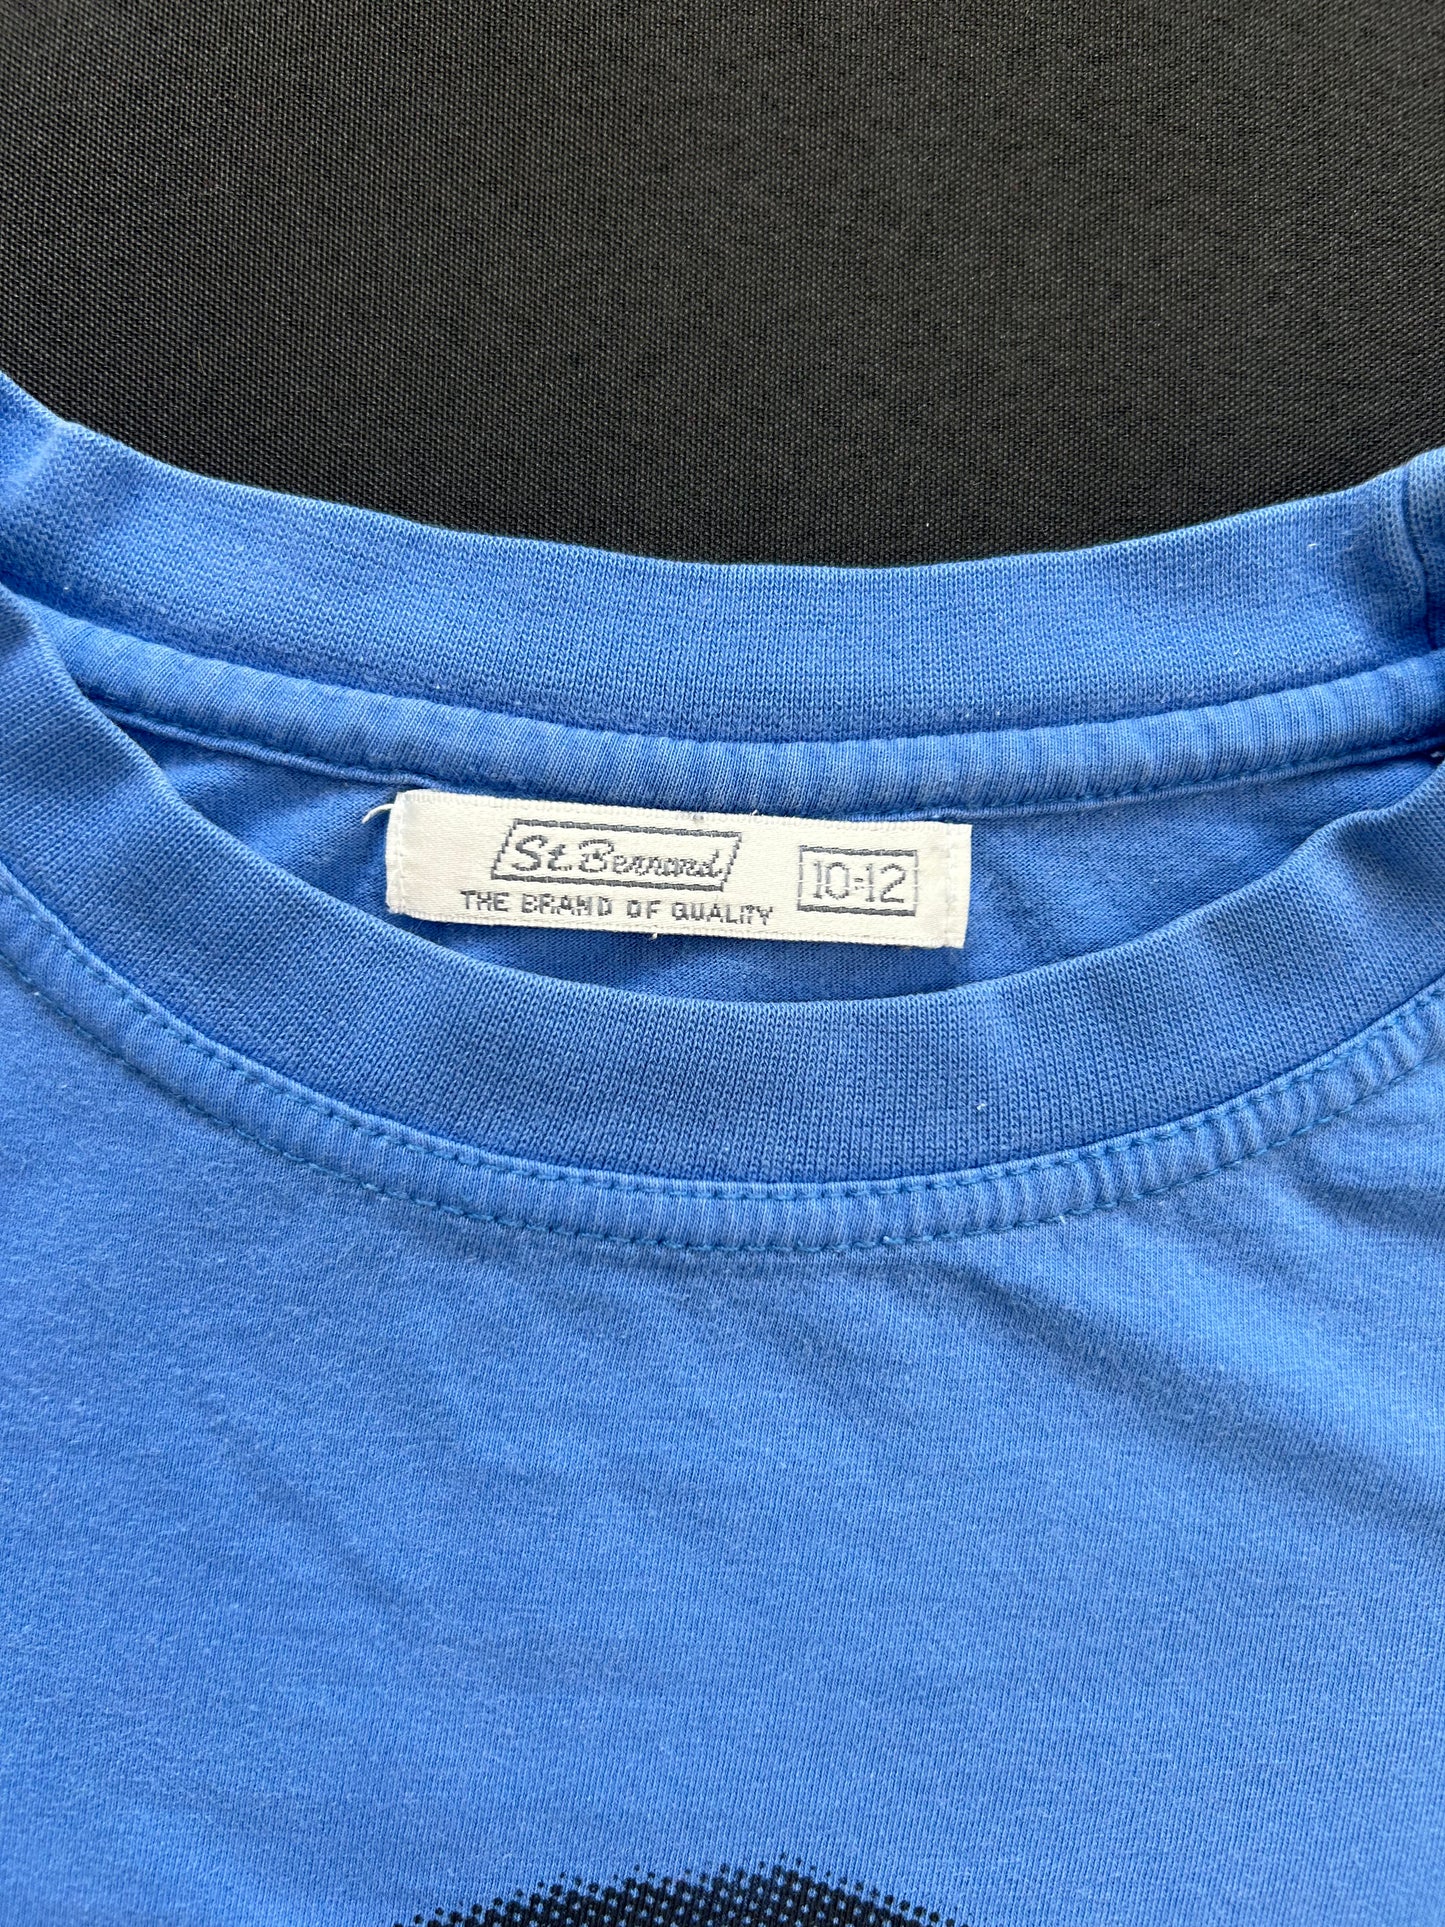 St. Bernard
THE BRAND OF QUALITY
10-12